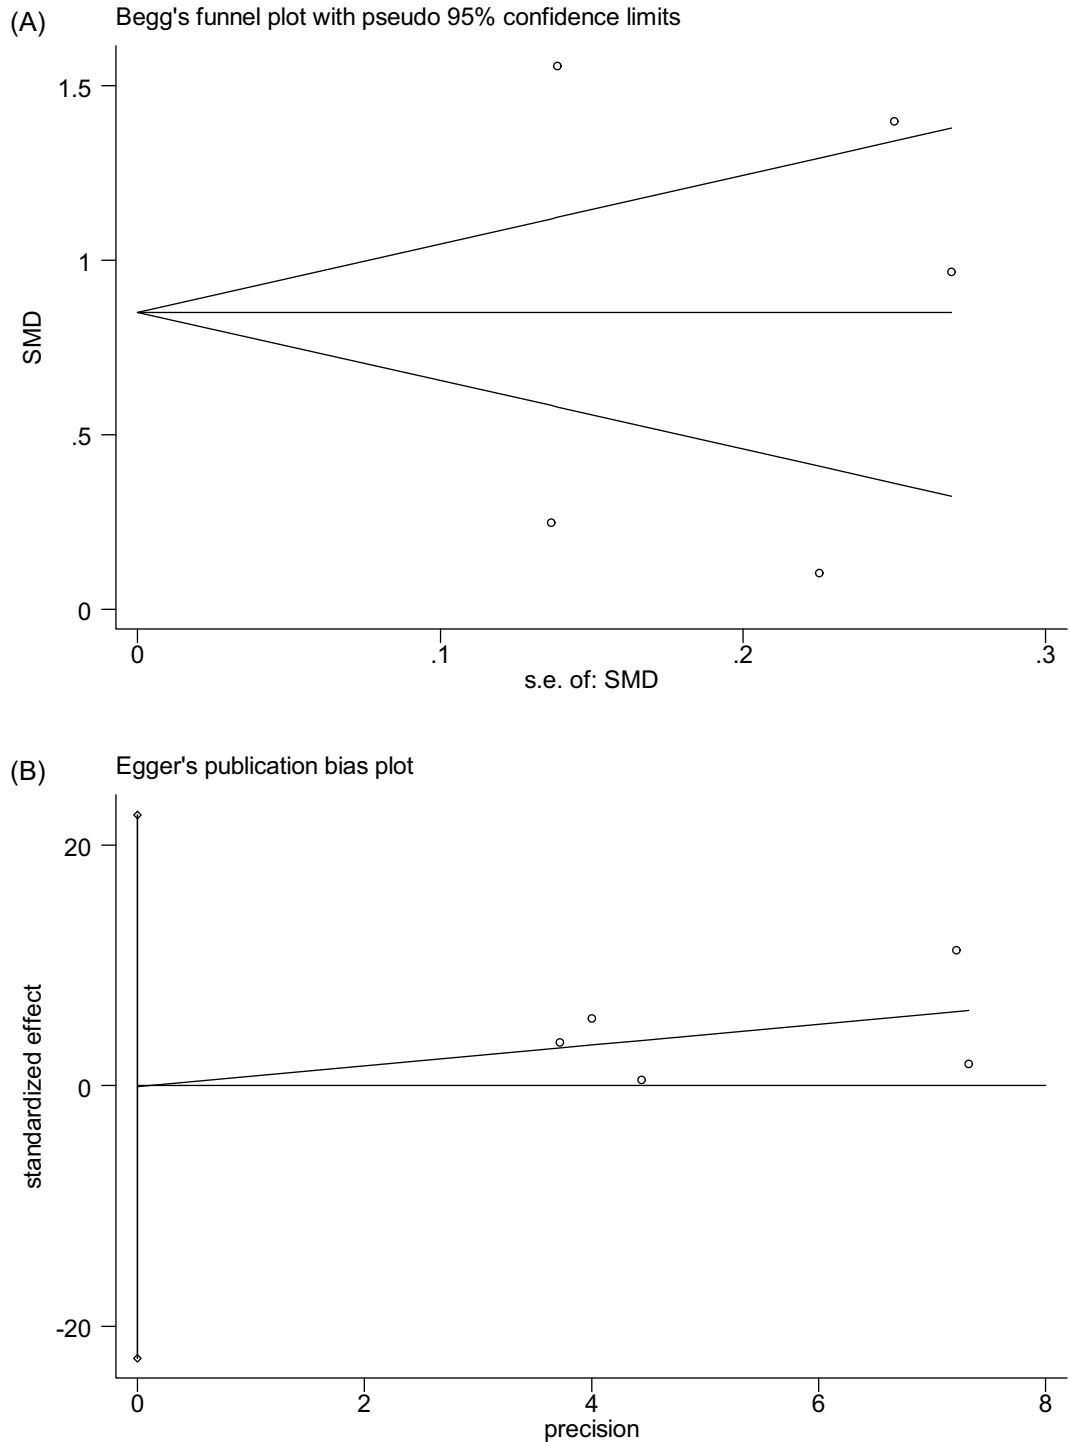 (A)
Begg's funnel plot with pseudo 95% confidence limits
1.5
1
.5
0
SMD
0 .1 .2 .3
s.e. of: SMD
(B)
Egger's publication bias plot
20
0
-20
standardized effect
0 2 4 6 8
precision